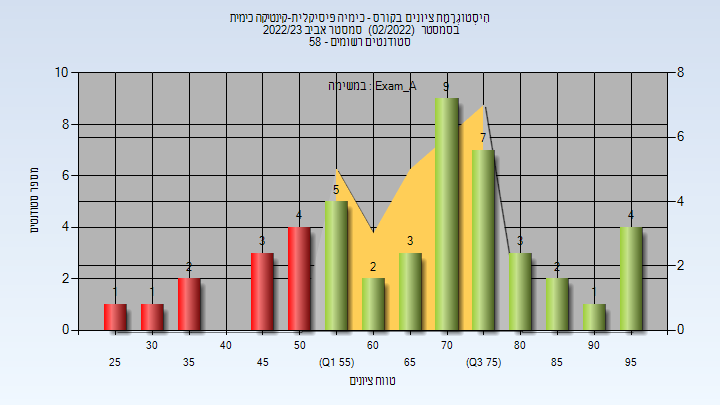 הִיסְטוֹגְרָמַת ציונים בקורס - כימיה פיסיקלית-קינטיקה כימית
בסמסטר (02/2022) סמסטר אביב 2022/23
סטודנטים רשומים - 58
במשימה : Exam_A
10 8 6 4 2 0
8 6 4 2 0
מספר סטודנטים
1 1 2 3 4 5 2 3 9 7 3 2 1 4
30 40 50 60 70 80 90
25 35 45 (Q1 55) 65 (Q3 75) 85 95
טווח ציונים